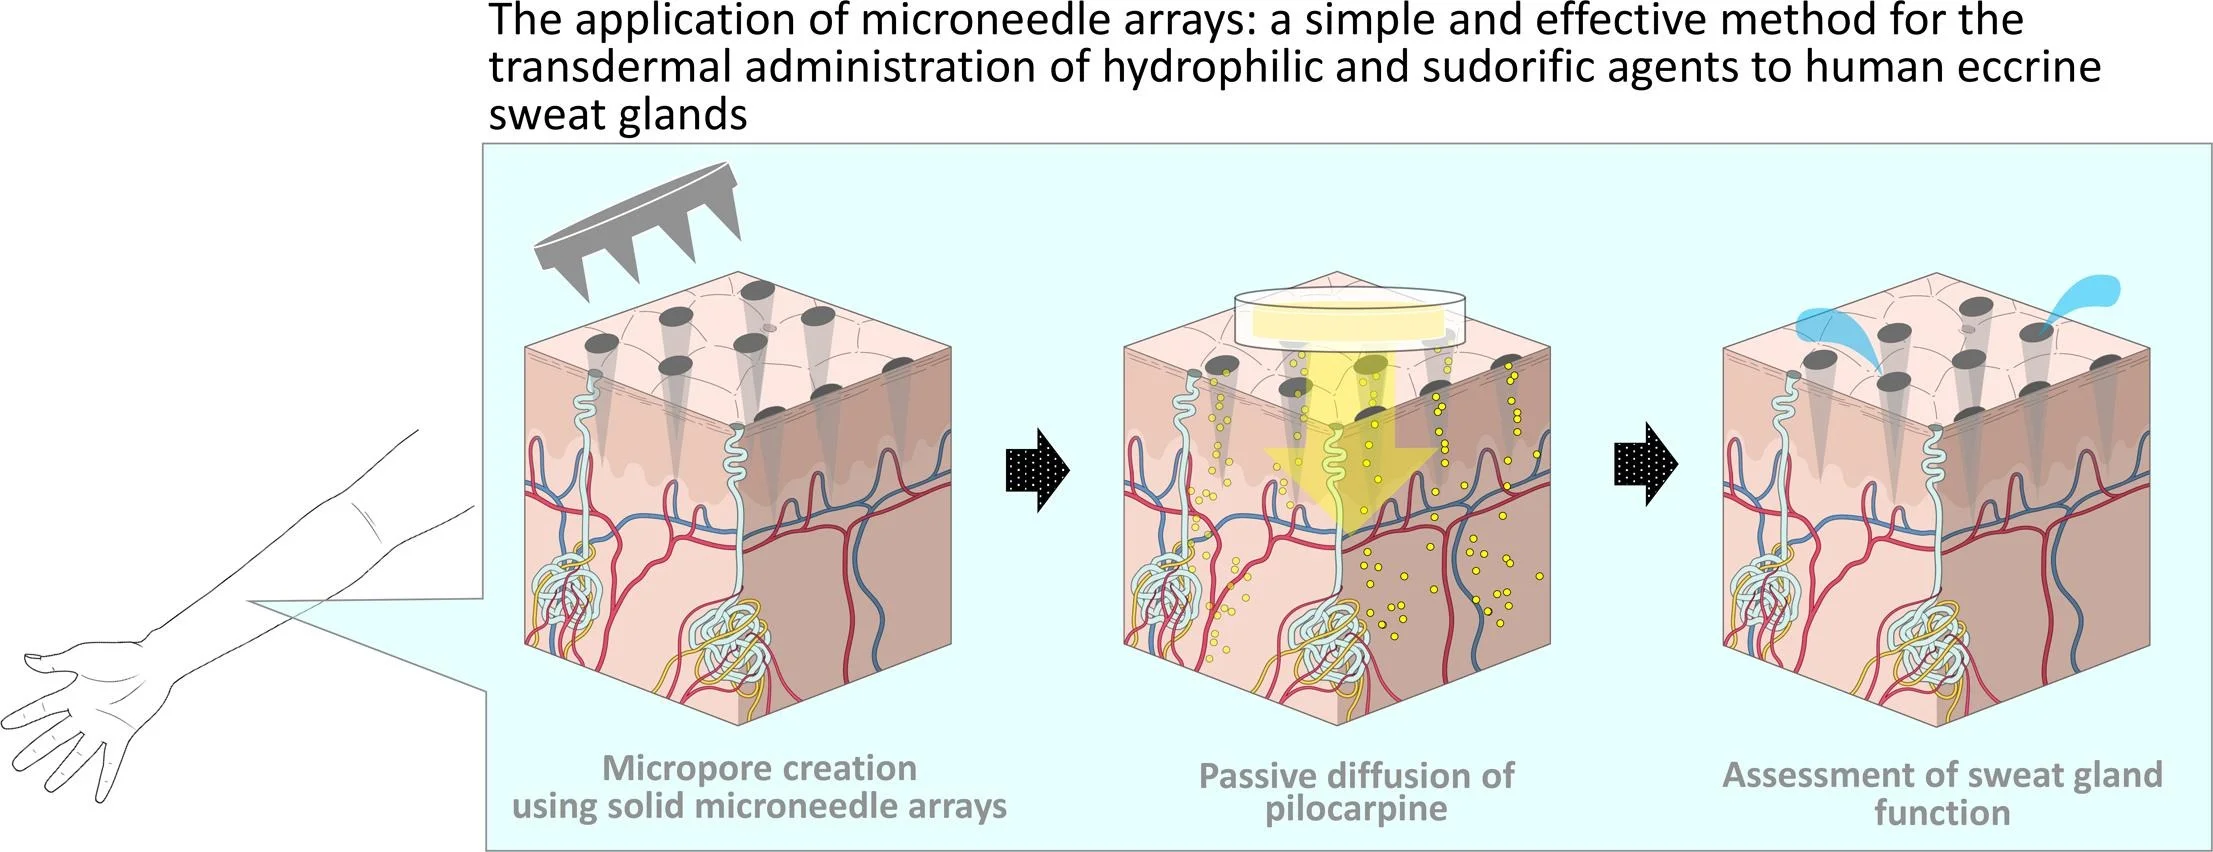 The application of microneedle arrays: a simple and effective method for the
transdermal administration of hydrophilic and sudorific agents to human eccrine
sweat glands
Micropore creation
using solid microneedle arrays
Passive diffusion of
pilocarpine
Assessment of sweat gland
function